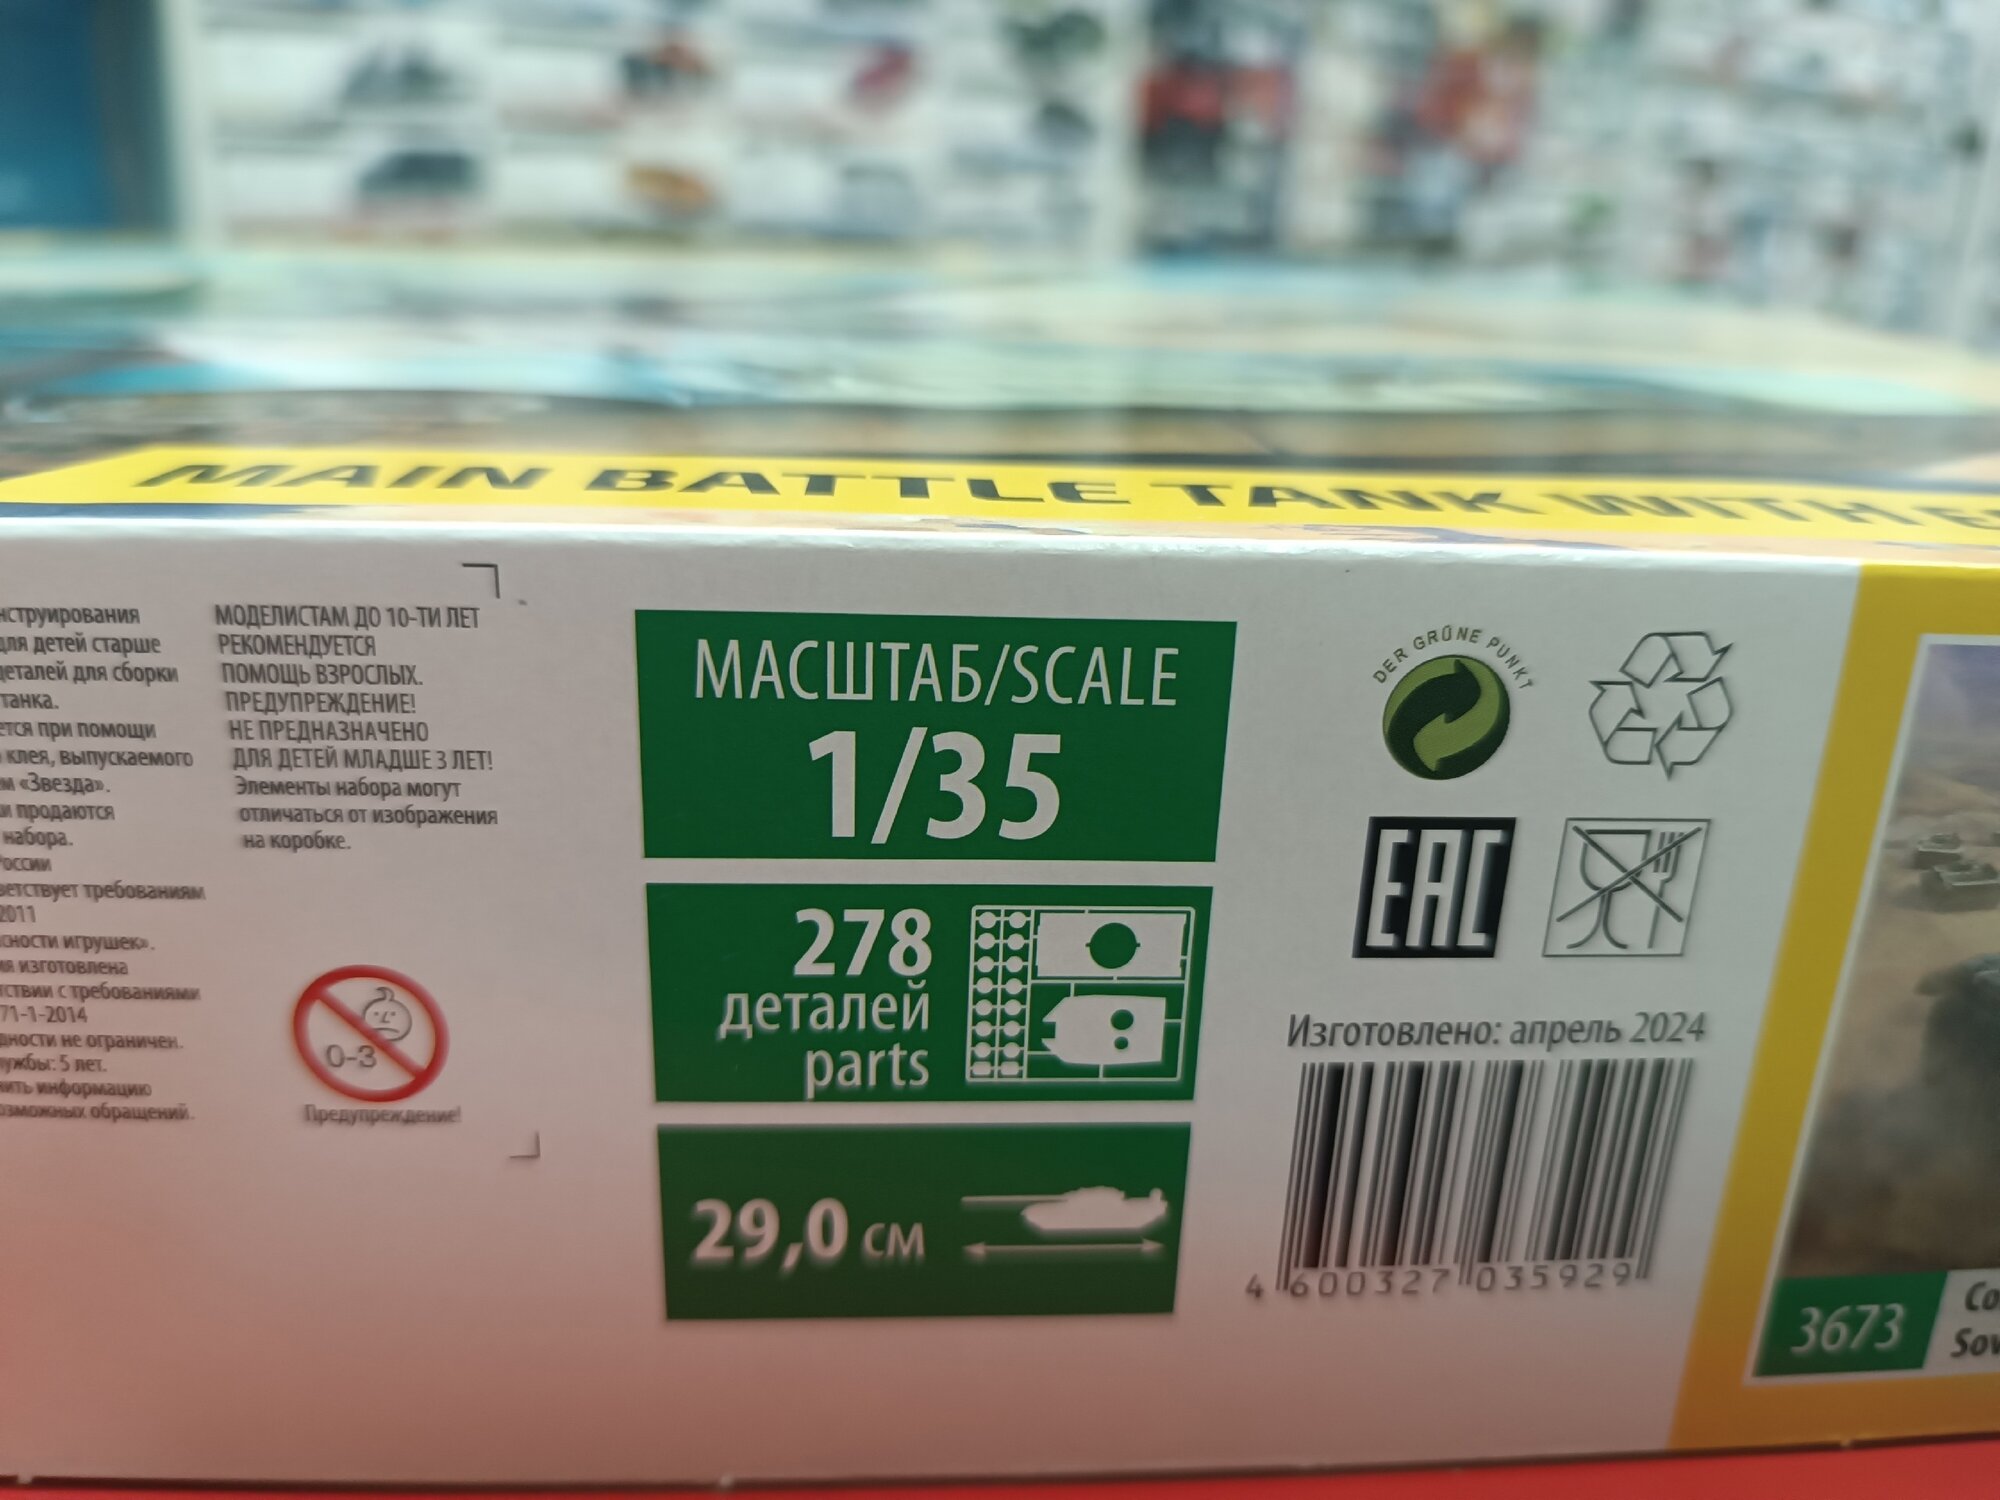 MAIN BATTLE TANK WITH
нструирования
для детей старше
деталей для сборки
танка.
ется при помощи
клея, выпускаемого
м «Звезда».
и продаются
набора.
России
ветствует требованиям
2011
сности игрушек».
ия изготовлена
тствии с требованиями
71-1-2014
дности не ограничен.
ужбы: 5 лет.
нить информацию
озможных обращений.
МОДЕЛИСТАМ ДО 10-ТИ ЛЕТ
РЕКОМЕНДУЕТСЯ
ПОМОЩЬ ВЗРОСЛЫХ.
ПРЕДУПРЕЖДЕНИЕ!
НЕ ПРЕДНАЗНАЧЕНО
ДЛЯ ДЕТЕЙ МЛАДШЕ 3 ЛЕТ!
Элементы набора могут
отличаться от изображения
на коробке.
0-3
Предупреждение!
МАСШТАБ/SCALE
1/35
278
деталей
parts
29,0 см
DER GRÜNE PUNKT
EAC
Изготовлено: апрель 2024
4 600327 035929
3673
Со
Sov